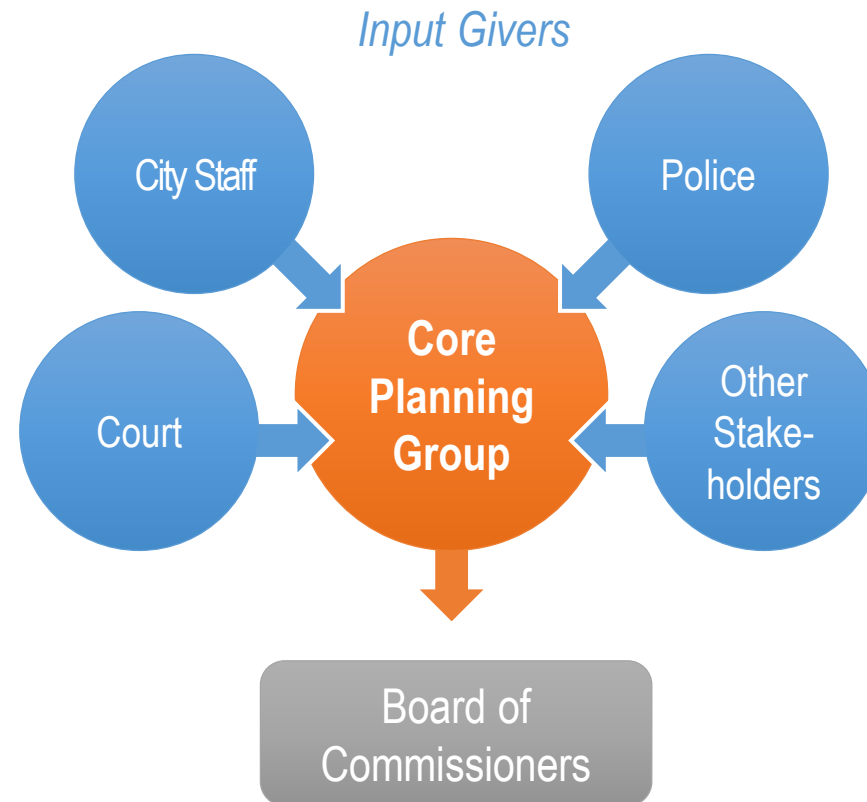 Input Givers
City Staff
Police
Core
Planning
Group
Court
Other
Stake-
holders
Board of
Commissioners